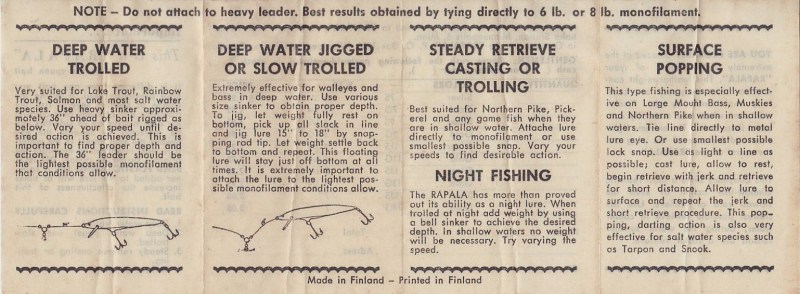 NOTE – Do not attach to heavy leader. Best results obtained by tying directly to 6 lb. or 8 lb. monofilament.
DEEP WATER
TROLLED
Very suited for Lake Trout, Rainbow
Trout, Salmon and most salt water
species. Use heavy sinker approxi-
mately 36" ahead of bait rigged as
below. Vary your speed until de-
sired action is achieved. This is
important to find proper depth and
action. The 36" leader should be
the lightest possible monofilament
that conditions allow.
DEEP WATER JIGGED
OR SLOW TROLLED
Extremely effective for walleyes and
bass in deep water. Use various
size sinker to obtain proper depth.
To jig, let weight fully rest on
bottom, pick up all slack in line
and jig lure 15" to 18" by snap-
ping rod tip. Let weight settle back
to bottom and repeat. This floating
lure will stay just off bottom at all
times. It is extremely important to
attach the lure to the lightest pos-
sible monofilament conditions allow.
STEADY RETRIEVE
CASTING OR
TROLLING
Best suited for Northern Pike, Pick-
erel and any game fish when they
are in shallow water. Attach lure
directly to monofilament or use
smallest possible snap. Vary your
speeds to find desirable action.
NIGHT FISHING
The RAPALA has more than proved
out its ability as a night lure. When
trolled at night add weight by using
a bell sinker to achieve the desired
depth. In shallow waters no weight
will be necessary. Try varying the
speed.
SURFACE
POPPING
This type fishing is especially effect-
ive on Large Mouht Bass, Muskies
and Northern Pike when in shallow
waters. Tie line directly to metal
lure eye. Or use smallest possible
lock snap. Use as light a line as
possible; cast lure, allow to rest,
begin retrieve with jerk and retrieve
for short distance. Allow lure to
surface and repeat the jerk and
short retrieve procedure. This pop-
ping, darting action is also very
effective for salt water species such
as Tarpon and Snook.
Made in Finland – Printed in Finland